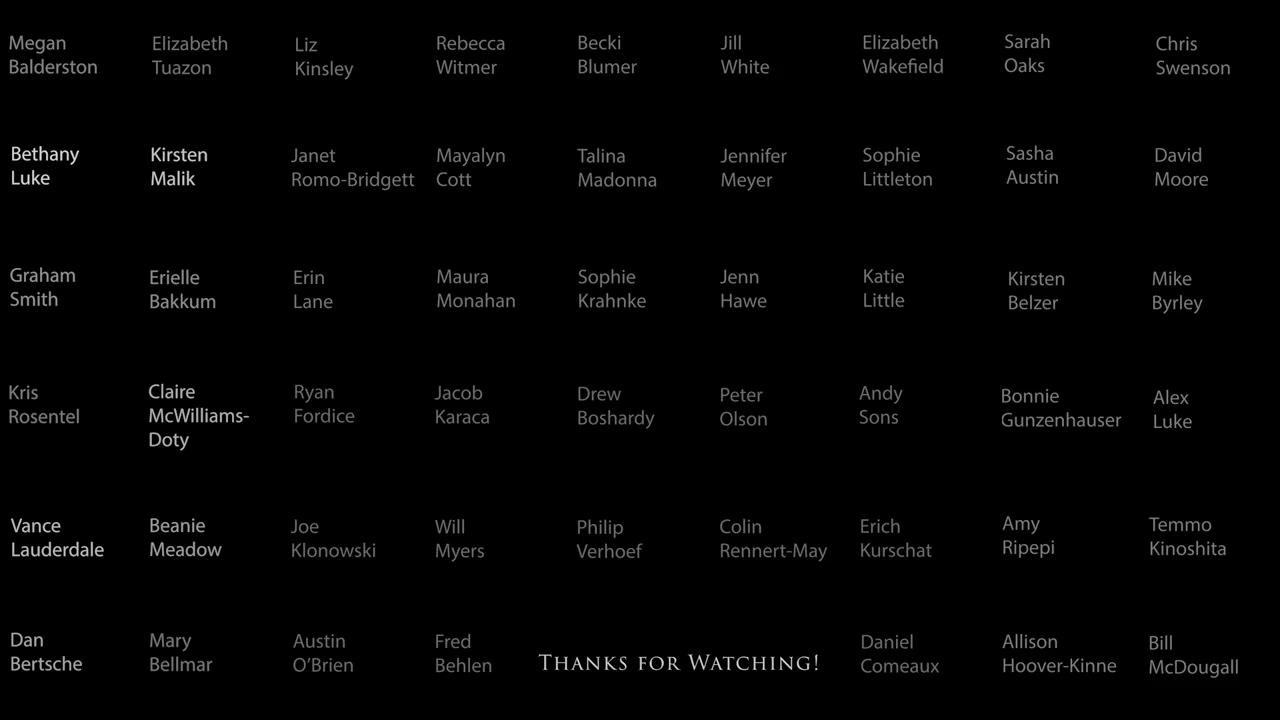 Megan
Balderston
Elizabeth
Tuazon
Liz
Kinsley
Rebecca
Witmer
Becki
Blumer
Jill
White
Elizabeth
Wakefield
Sarah
Oaks
Chris
Swenson
Bethany
Luke
Kirsten
Malik
Janet
Romo-Bridgett
Mayalyn
Cott
Talina
Madonna
Jennifer
Meyer
Sophie
Littleton
Sasha
Austin
David
Moore
Graham
Smith
Erielle
Bakkum
Erin
Lane
Maura
Monahan
Sophie
Krahnke
Jenn
Hawe
Katie
Little
Kirsten
Belzer
Mike
Byrley
Kris
Rosentel
Claire
McWilliams-
Doty
Ryan
Fordice
Jacob
Karaca
Drew
Boshardy
Peter
Olson
Andy
Sons
Bonnie
Gunzenhauser
Alex
Luke
Vance
Lauderdale
Beanie
Meadow
Joe
Klonowski
Will
Myers
Philip
Verhoef
Colin
Rennert-May
Erich
Kurschat
Amy
Ripepi
Temmo
Kinoshita
Dan
Bertsche
Mary
Bellmar
Austin
O'Brien
Fred
Behlen
Thanks for Watching!
Daniel
Comeaux
Allison
Hoover-Kinne
Bill
McDougall